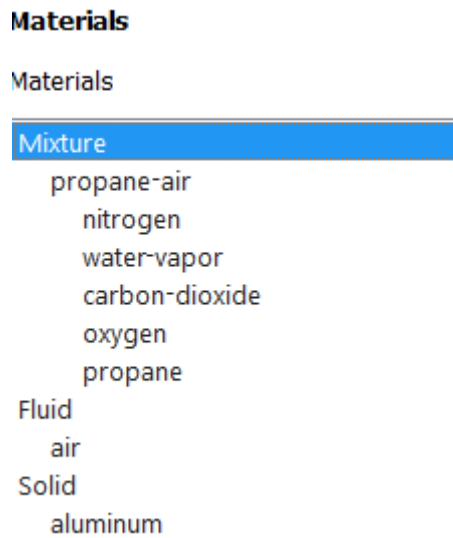 Materials
Materials
Mixture
propane-air
nitrogen
water-vapor
carbon-dioxide
oxygen
propane
Fluid
air
Solid
aluminum